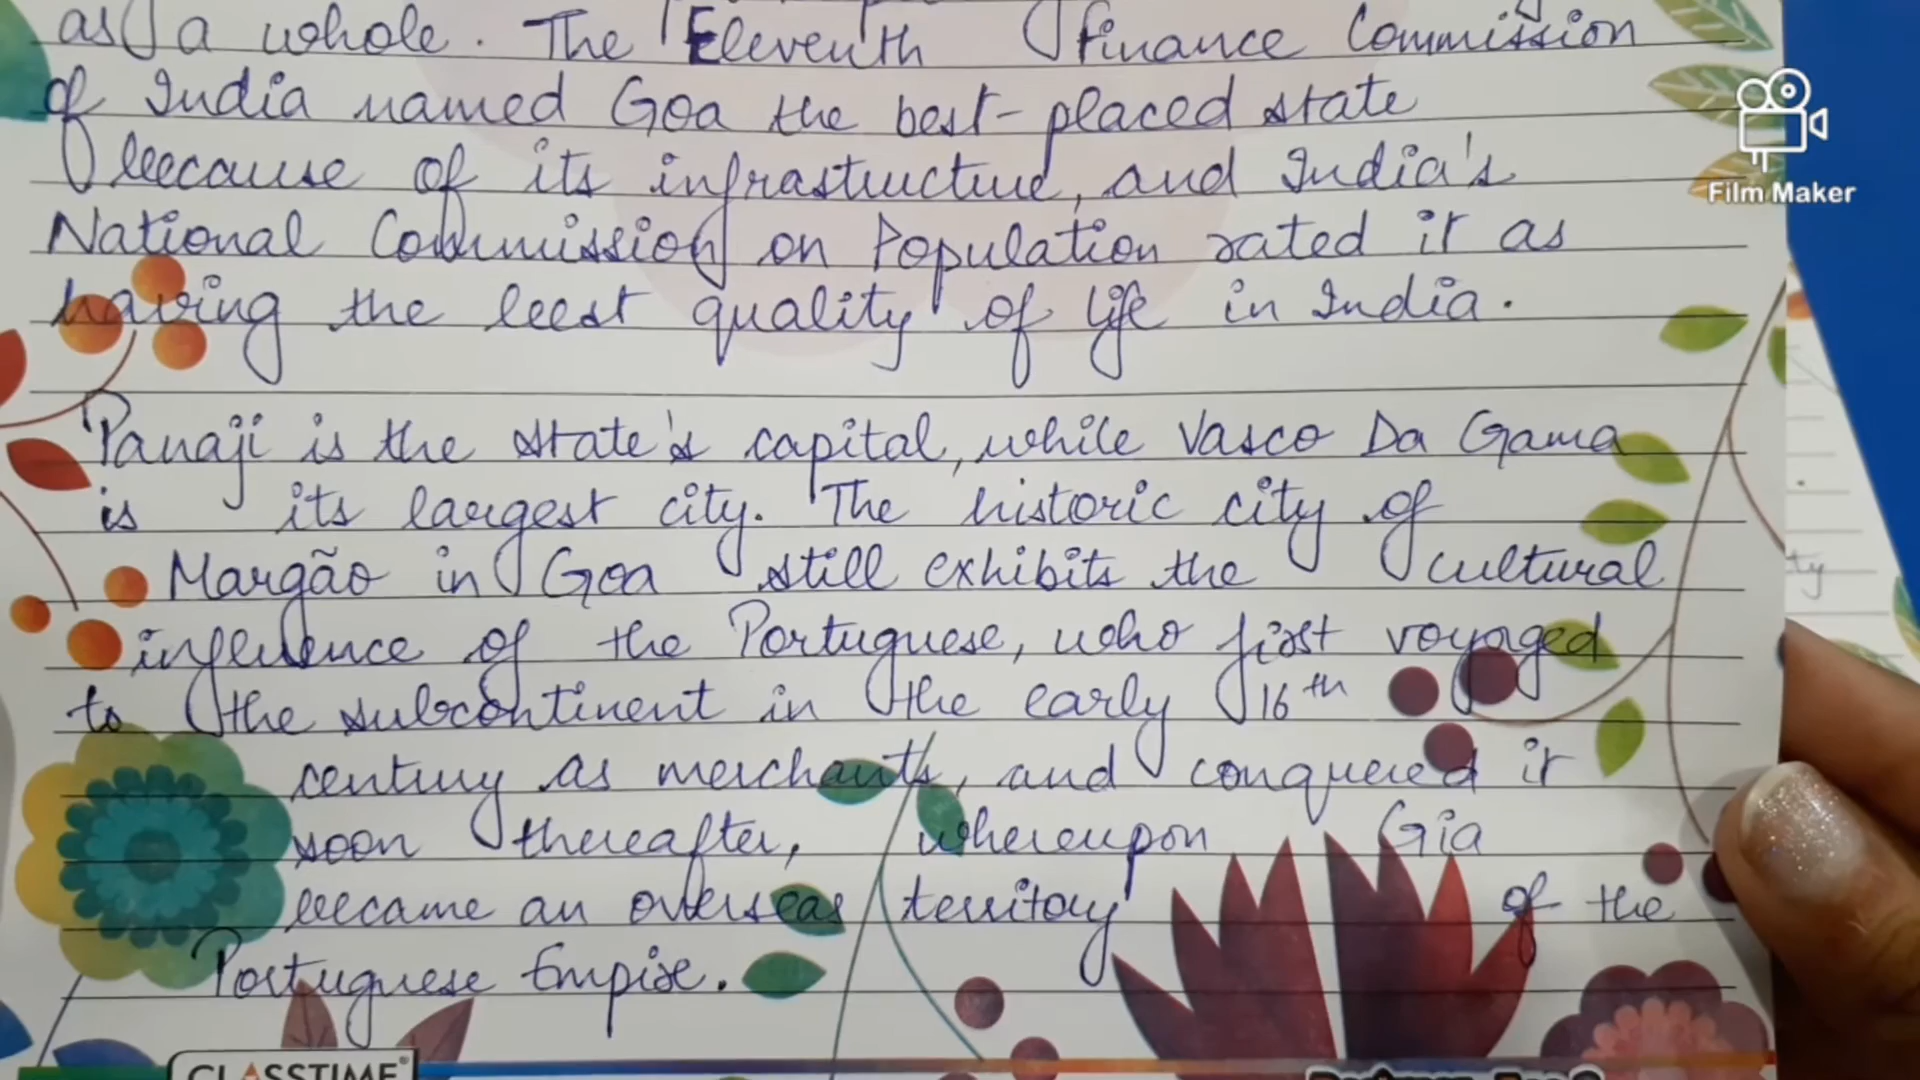 as a whole. The Eleventh Finance Commission
of India named Goa the best-placed state
because of its infrastructure, and India's
National Commission on Population rated it as
having the best quality of life in India.
Panaji is the state's capital, while Vasco Da Gama
is its largest city. The historic city of
Margão in Goa still exhibits the cultural
influence of the Portuguese, who first voyaged
to the subcontinent in the early 16th
century as merchants, and conquered it
soon thereafter, whereupon Gia
became an overseas territory of the
Portuguese Empire.
Film Maker
ty
CLASSTIME®